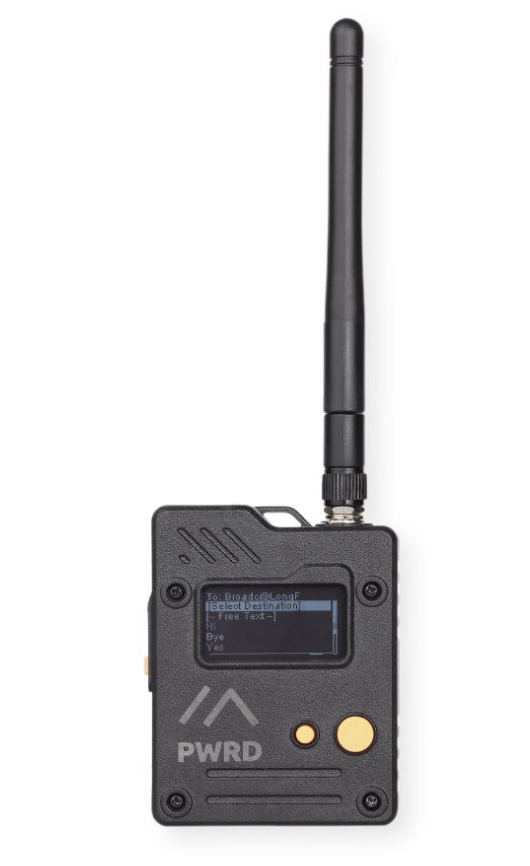 To: Broadc@LongF
[Select Destination]
[-- Free Text --]
Hi
Bye
Yes
PWRD